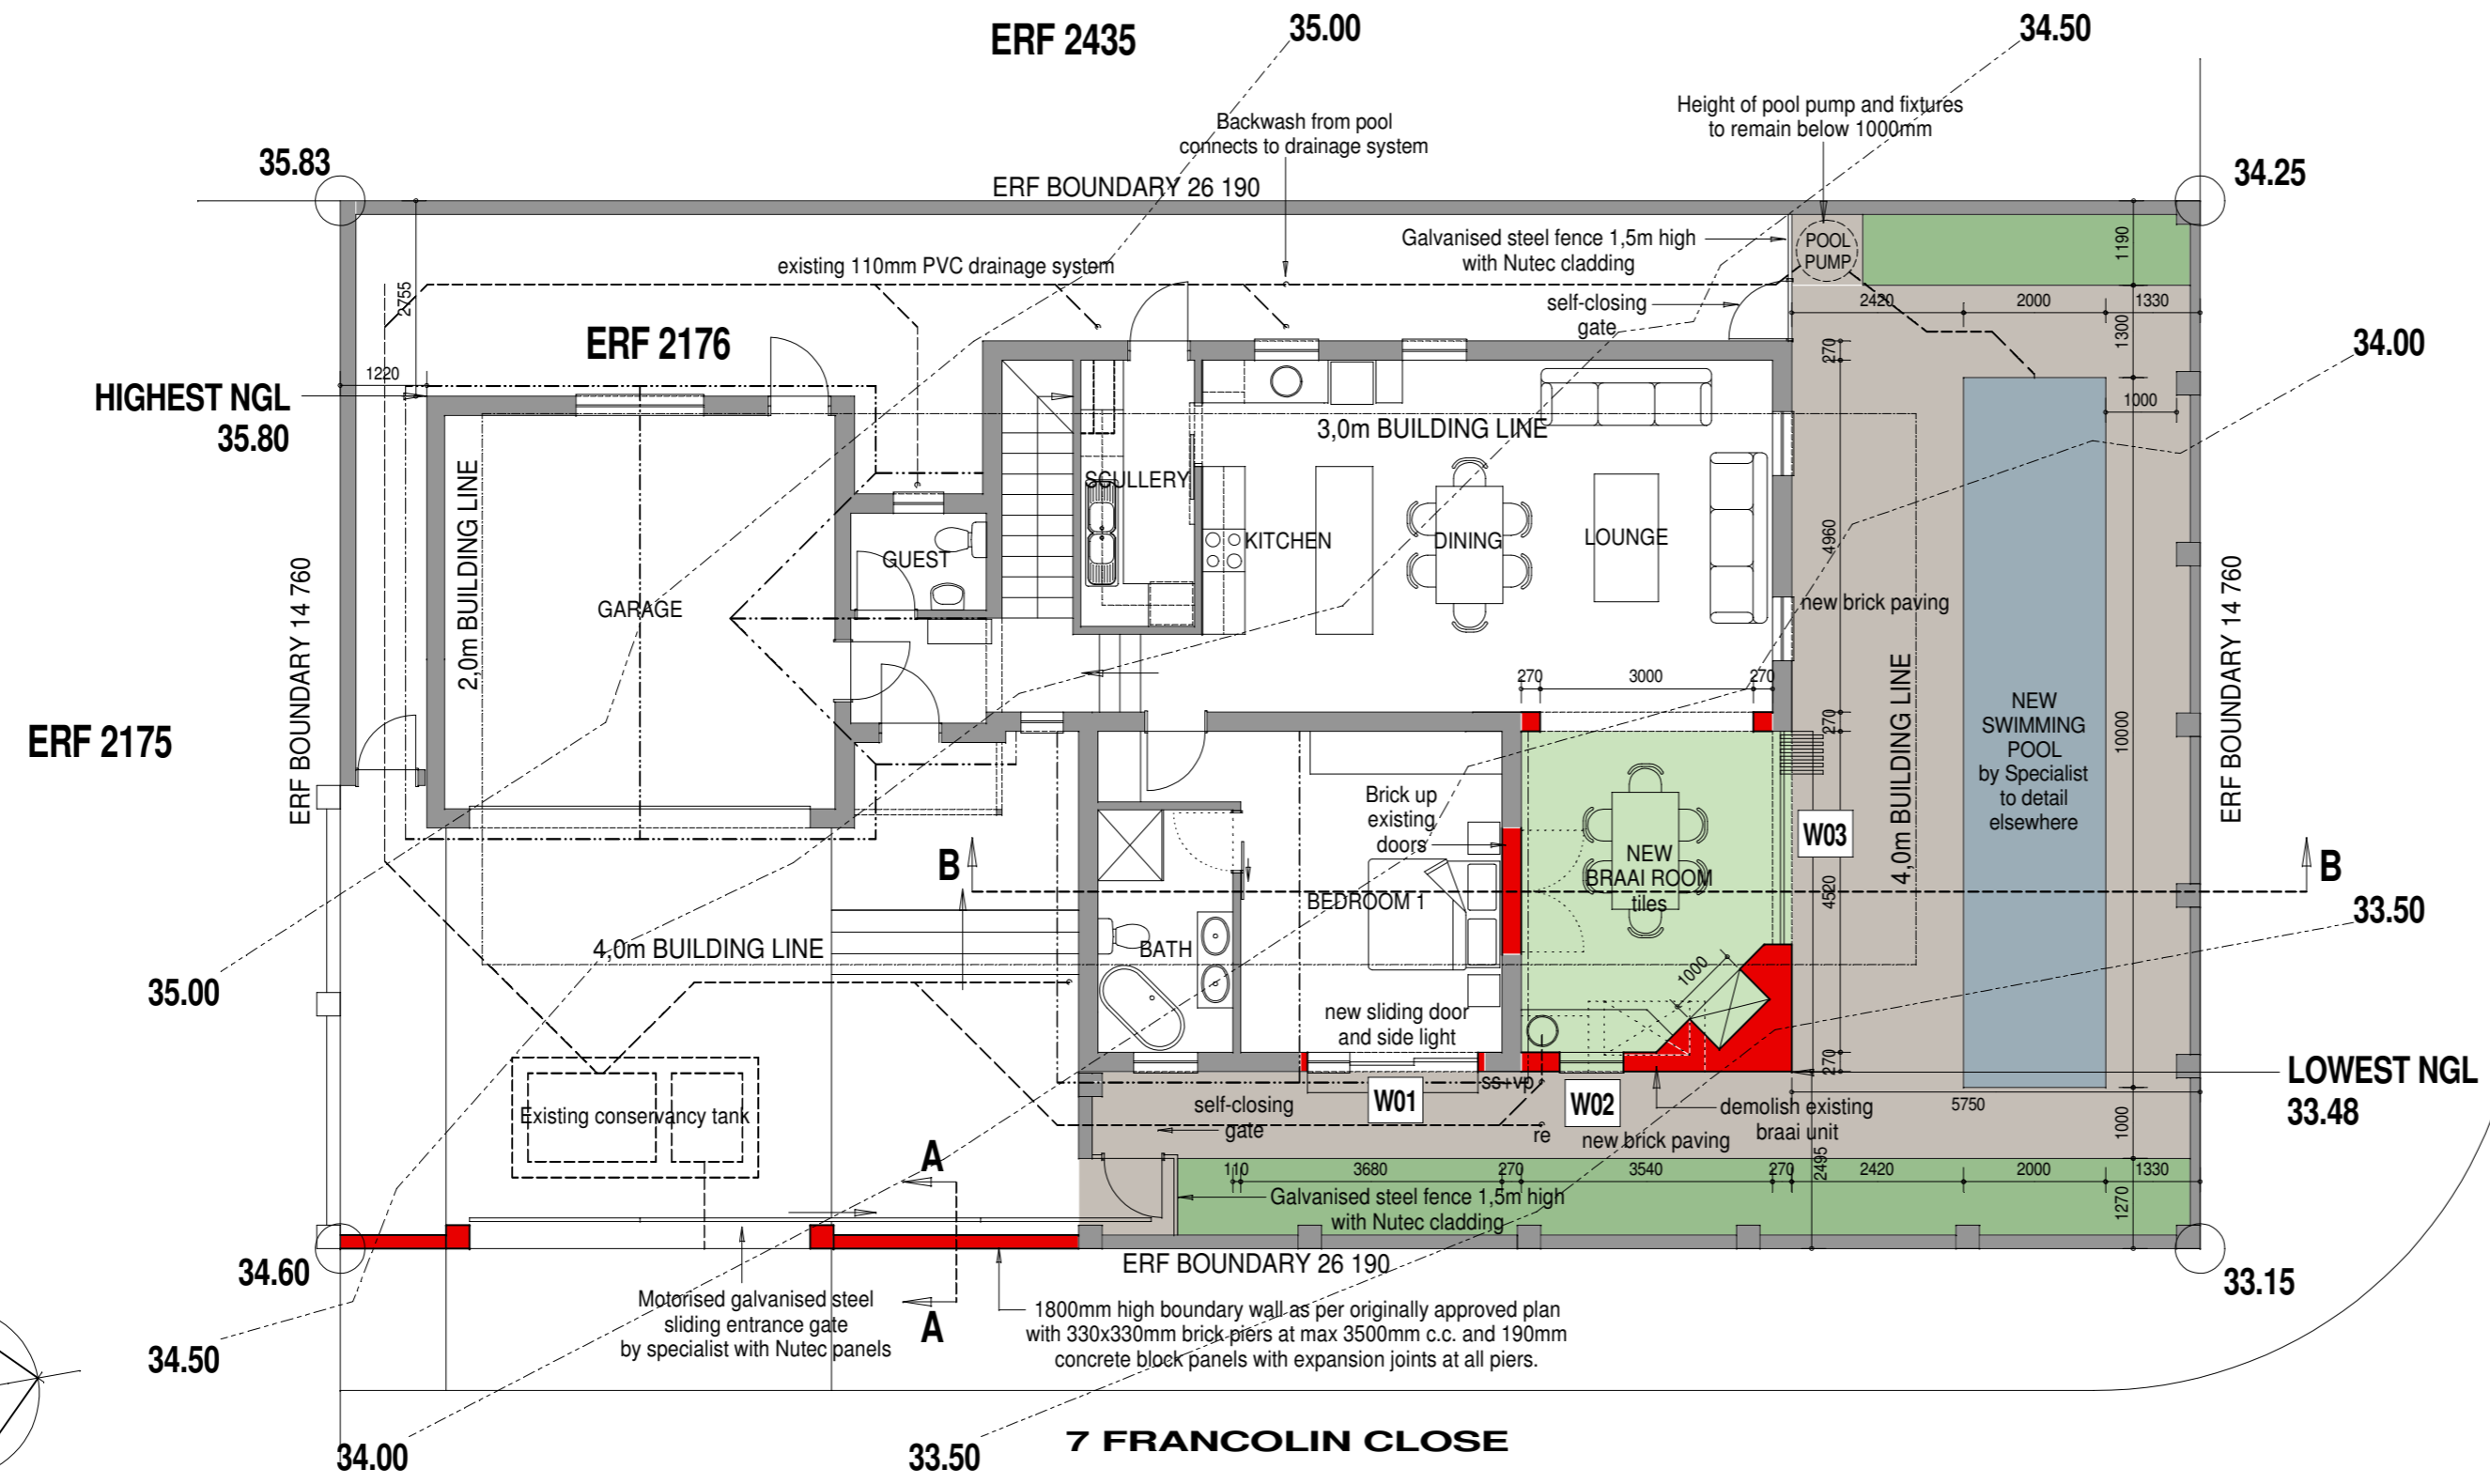 ERF 2435
35.00
34.50
Height of pool pump and fixtures
to remain below 1000mm
Backwash from pool
connects to drainage system
35.83
34.25
ERF BOUNDARY 26 190
Galvanised steel fence 1,5m high
with Nutec cladding
POOL
PUMP
1190
existing 110mm PVC drainage system
2755
self-closing
gate
2420
2000
1330
1300
ERF 2176
270
34.00
1220
HIGHEST NGL
35.80
1000
3,0m BUILDING LINE
2,0m BUILDING LINE
SCULLERY
KITCHEN
DINING
LOUNGE
4960
GUEST
GARAGE
new brick paving
ERF BOUNDARY 14 760
ERF BOUNDARY 14 760
4,0m BUILDING LINE
270
3000
270
270
NEW
SWIMMING
POOL
by Specialist
to detail
elsewhere
10000
ERF 2175
Brick up
existing
doors
W03
B
B
NEW
BRAAI ROOM
tiles
4520
BEDROOM 1
33.50
4,0m BUILDING LINE
BATH
1000
35.00
new sliding door
and side light
270
LOWEST NGL
33.48
ss+vp
W01
W02
self-closing
gate
demolish existing
braai unit
5750
Existing conservancy tank
re
new brick paving
1000
A
110
3680
270
3540
270
2495
2420
2000
1330
Galvanised steel fence 1,5m high
with Nutec cladding
1270
34.60
ERF BOUNDARY 26 190
33.15
Motorised galvanised steel
sliding entrance gate
by specialist with Nutec panels
A
1800mm high boundary wall as per originally approved plan
with 330x330mm brick piers at max 3500mm c.c. and 190mm
concrete block panels with expansion joints at all piers.
34.50
34.00
33.50
7 FRANCOLIN CLOSE